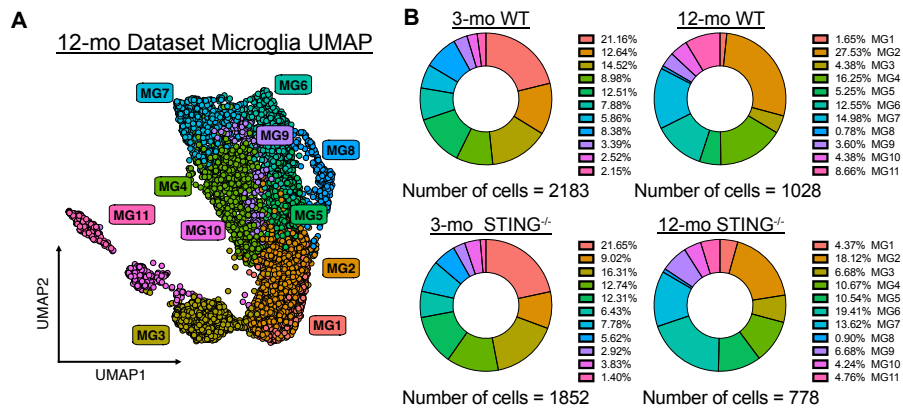 A
12-mo Dataset Microglia UMAP
MG7
MG6
MG9
MG8
MG4
MG11
MG10
MG5
MG2
MG3
MG1
UMAP2
UMAP1
B
3-mo WT
21.16%
12.64%
14.52%
8.98%
12.51%
7.88%
5.86%
8.38%
3.39%
2.52%
2.15%
Number of cells = 2183
12-mo WT
1.65% MG1
27.53% MG2
4.38% MG3
16.25% MG4
5.25% MG5
12.55% MG6
14.98% MG7
0.78% MG8
3.60% MG9
4.38% MG10
8.66% MG11
Number of cells = 1028
3-mo STING-/-
21.65%
9.02%
16.31%
12.74%
12.31%
6.43%
7.78%
5.62%
2.92%
3.83%
1.40%
Number of cells = 1852
12-mo STING-/-
4.37% MG1
18.12% MG2
6.68% MG3
10.67% MG4
10.54% MG5
19.41% MG6
13.62% MG7
0.90% MG8
6.68% MG9
4.24% MG10
4.76% MG11
Number of cells = 778